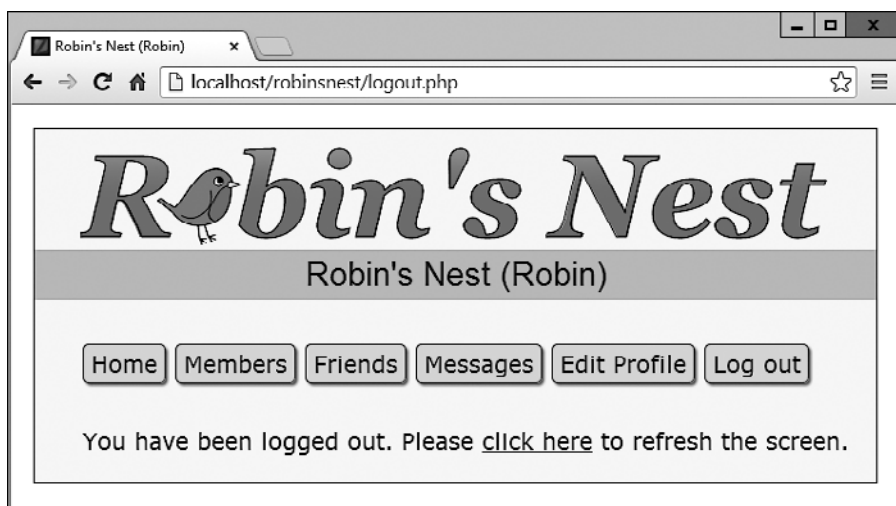 Robin's Nest (Robin)
localhost/robinsnest/logout.php
Robin's Nest
Robin's Nest (Robin)
Home Members Friends Messages Edit Profile Log out
You have been logged out. Please click here to refresh the screen.